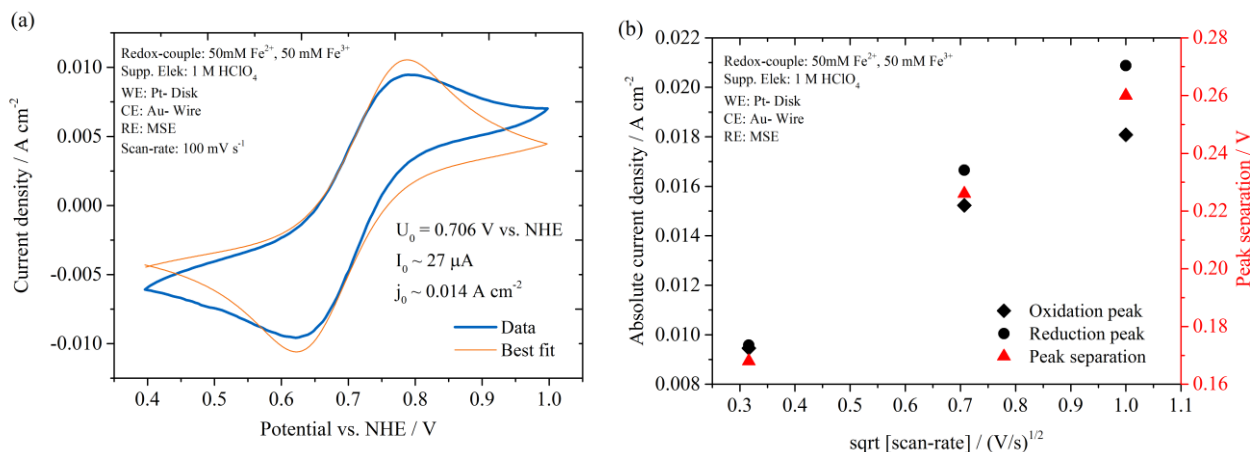 (a)
Redox-couple: 50mM Fe²⁺, 50 mM Fe³⁺
Supp. Elek: 1 M HClO₄
WE: Pt- Disk
CE: Au- Wire
RE: MSE
Scan-rate: 100 mV s⁻¹
U₀ = 0.706 V vs. NHE
I₀ ~ 27 µA
j₀ ~ 0.014 A cm⁻²
Data
Best fit
0.010
0.005
0.000
-0.005
-0.010
Current density / A cm⁻²
0.4 0.5 0.6 0.7 0.8 0.9 1.0
Potential vs. NHE / V
(b)
Redox-couple: 50mM Fe²⁺, 50 mM Fe³⁺
Supp. Elek: 1 M HClO₄
WE: Pt- Disk
CE: Au- Wire
RE: MSE
Oxidation peak
Reduction peak
Peak separation
0.022
0.020
0.018
0.016
0.014
0.012
0.010
0.008
Absolute current density / A cm⁻²
0.28
0.26
0.24
0.22
0.20
0.18
0.16
Peak separation / V
0.3 0.4 0.5 0.6 0.7 0.8 0.9 1.0 1.1
sqrt [scan-rate] / (V/s)¹ᐟ²